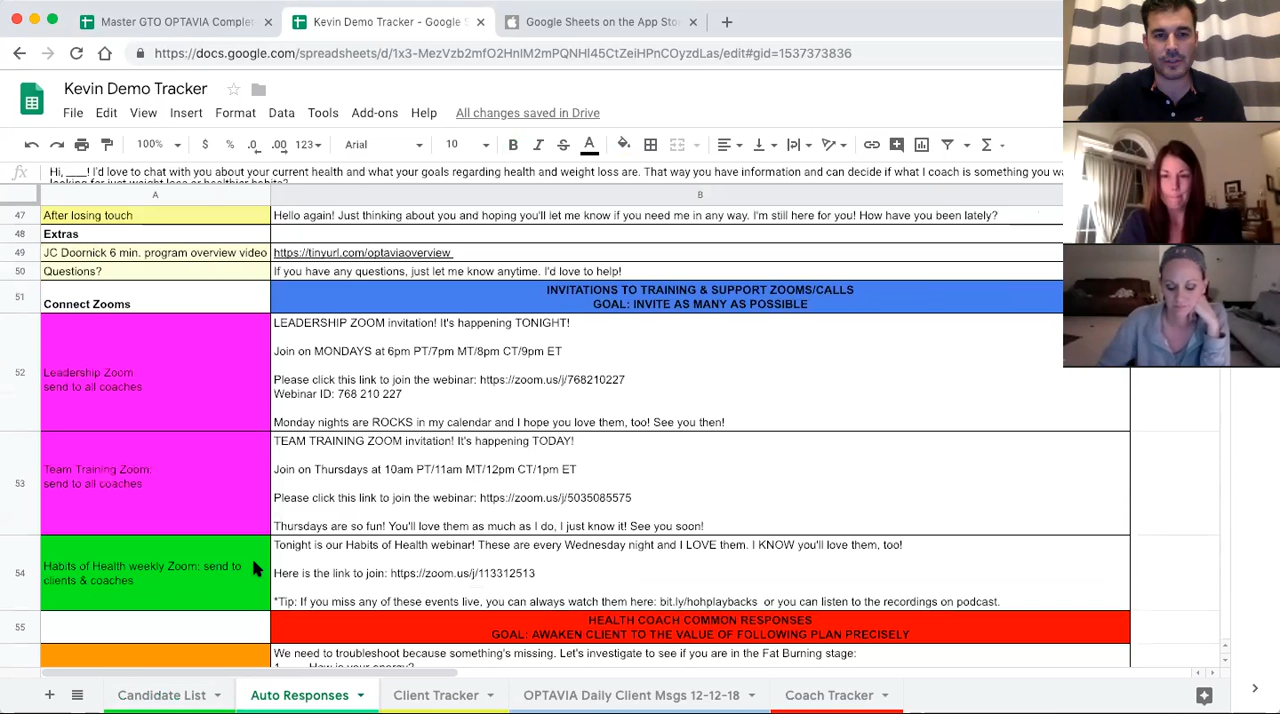 Master GTO OPTAVIA Complet
Kevin Demo Tracker - Google S
Google Sheets on the App Sto
https://docs.google.com/spreadsheets/d/1x3-MezVzb2mfO2HnIM2mPQNHl45CtZeiHPnCOyzdLas/edit#gid=1537373836
Kevin Demo Tracker
File Edit View Insert Format Data Tools Add-ons Help All changes saved in Drive
100% $ % .0 .00 123 Arial 10 B I S A
fx Hi, ____! I'd love to chat with you about your current health and what your goals regarding health and weight loss are. That way you have information and can decide if what I coach is something you wa
looking for just weight loss or healthier habits?
A B
47 After losing touch Hello again! Just thinking about you and hoping you'll let me know if you need me in any way. I'm still here for you! How have you been lately?
48 Extras
49 JC Doornick 6 min. program overview video https://tinyurl.com/optaviaoverview
50 Questions? If you have any questions, just let me know anytime. I'd love to help!
INVITATIONS TO TRAINING & SUPPORT ZOOMS/CALLS
51 Connect Zooms GOAL: INVITE AS MANY AS POSSIBLE
LEADERSHIP ZOOM invitation! It's happening TONIGHT!
Join on MONDAYS at 6pm PT/7pm MT/8pm CT/9pm ET
52 Leadership Zoom
send to all coaches
Please click this link to join the webinar: https://zoom.us/j/768210227
Webinar ID: 768 210 227
Monday nights are ROCKS in my calendar and I hope you love them, too! See you then!
TEAM TRAINING ZOOM invitation! It's happening TODAY!
Join on Thursdays at 10am PT/11am MT/12pm CT/1pm ET
53 Team Training Zoom:
send to all coaches
Please click this link to join the webinar: https://zoom.us/j/5035085575
Thursdays are so fun! You'll love them as much as I do, I just know it! See you soon!
Tonight is our Habits of Health webinar! These are every Wednesday night and I LOVE them. I KNOW you'll love them, too!
54 Habits of Health weekly Zoom: send to
clients & coaches
Here is the link to join: https://zoom.us/j/113312513
*Tip: If you miss any of these events live, you can always watch them here: bit.ly/hohplaybacks or you can listen to the recordings on podcast.
55 HEALTH COACH COMMON RESPONSES
GOAL: AWAKEN CLIENT TO THE VALUE OF FOLLOWING PLAN PRECISELY
We need to troubleshoot because something's missing. Let's investigate to see if you are in the Fat Burning stage:
1. How is your energy?
Candidate List Auto Responses Client Tracker OPTAVIA Daily Client Msgs 12-12-18 Coach Tracker